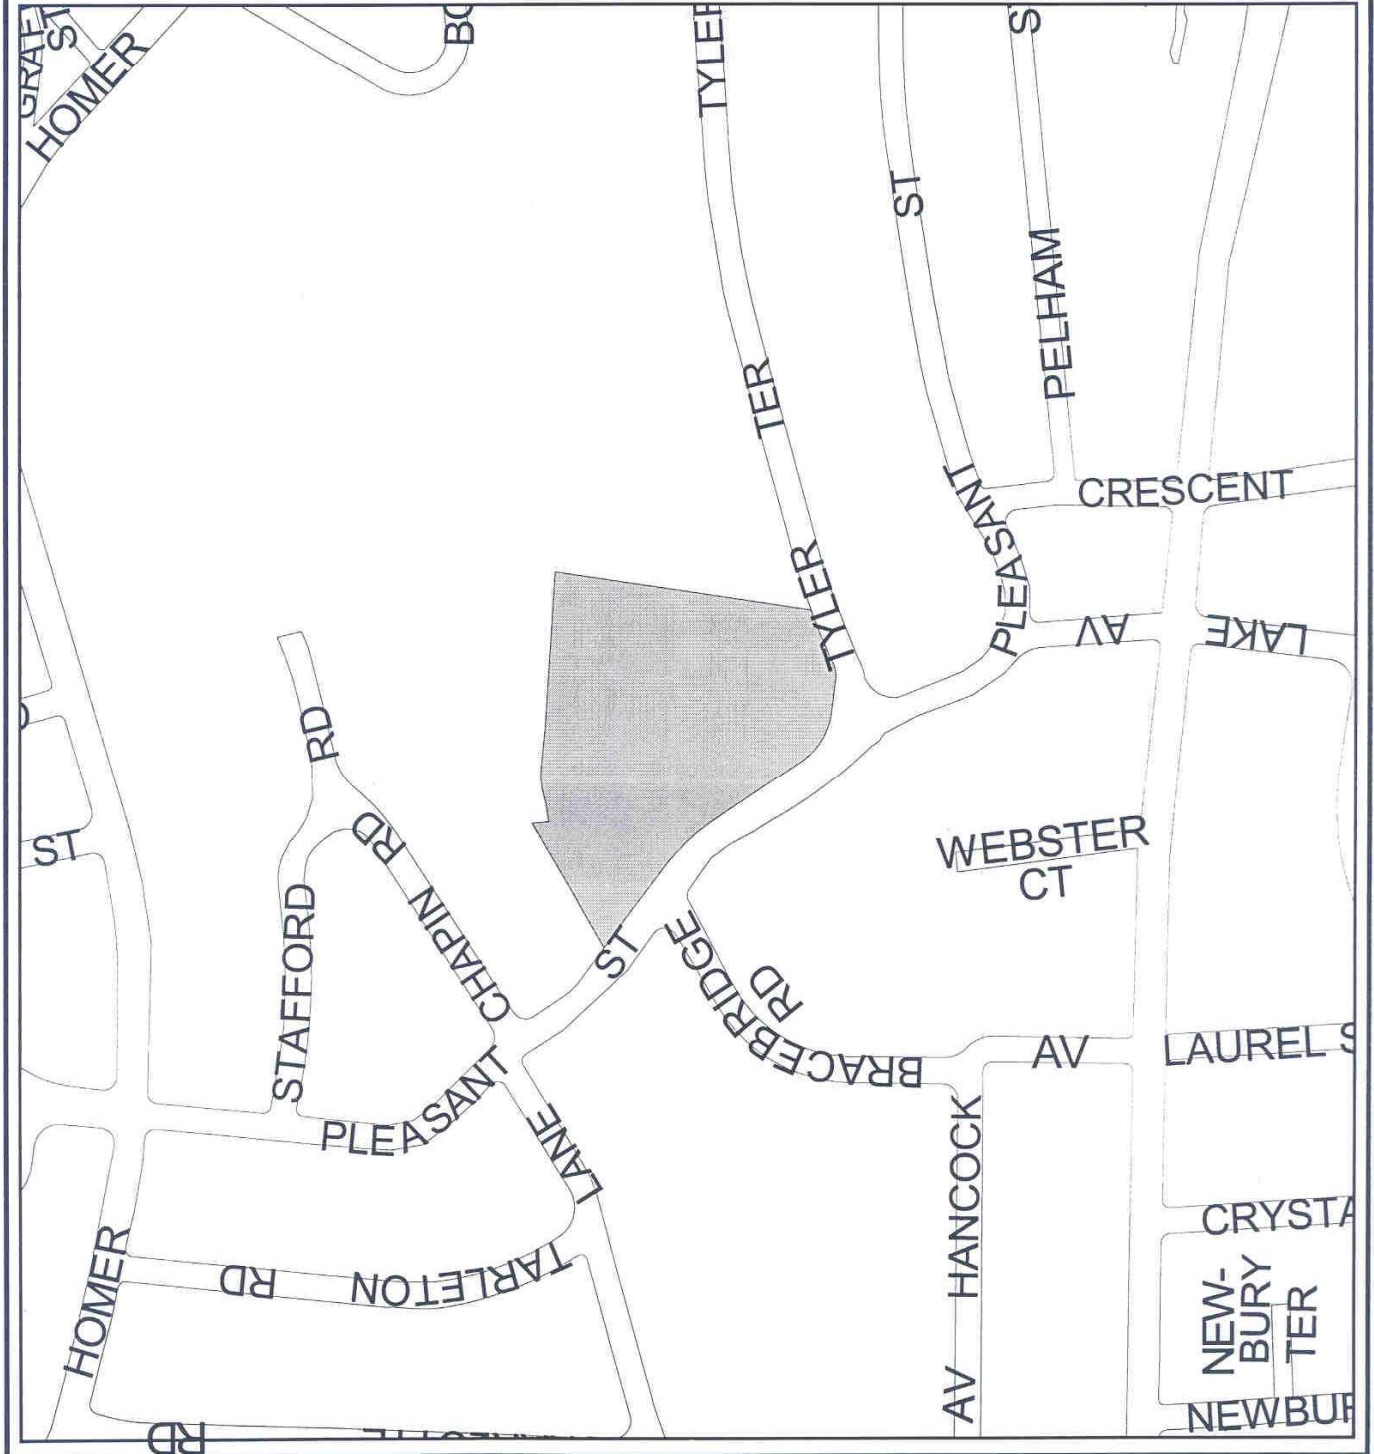 ST
HOMER
TYLER
ST
PELHAM
TER
CRESCENT
PLEASANT
TYLER
AV
LAKE
RD
ST
RD
WEBSTER
CT
CHAPIN
STAFFORD
ST
BRACEBRIDGE
RD
AV
LAUREL S
PLEASANT
LANE
HANCOCK
HOMER
RD
TARLETON
CRYSTA
NEW-
BURY
TER
AV
NEWBUR
RD